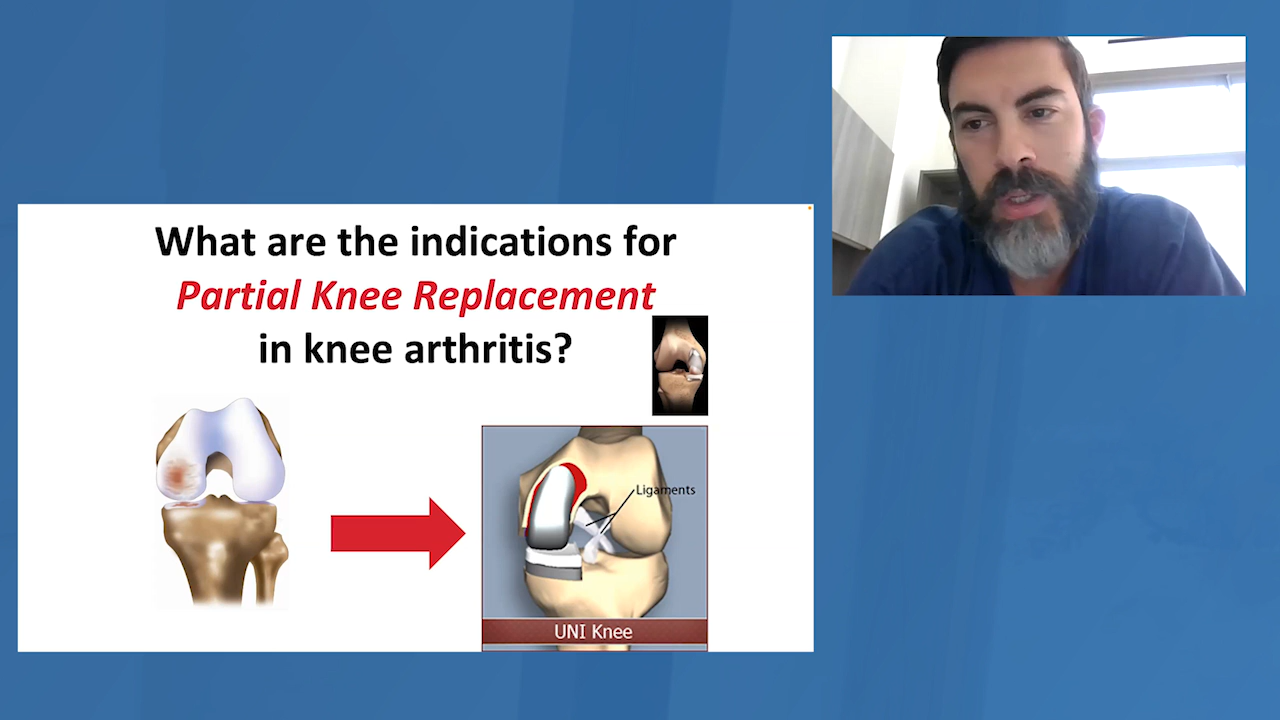 What are the indications for
Partial Knee Replacement
in knee arthritis?
Ligaments
UNI Knee